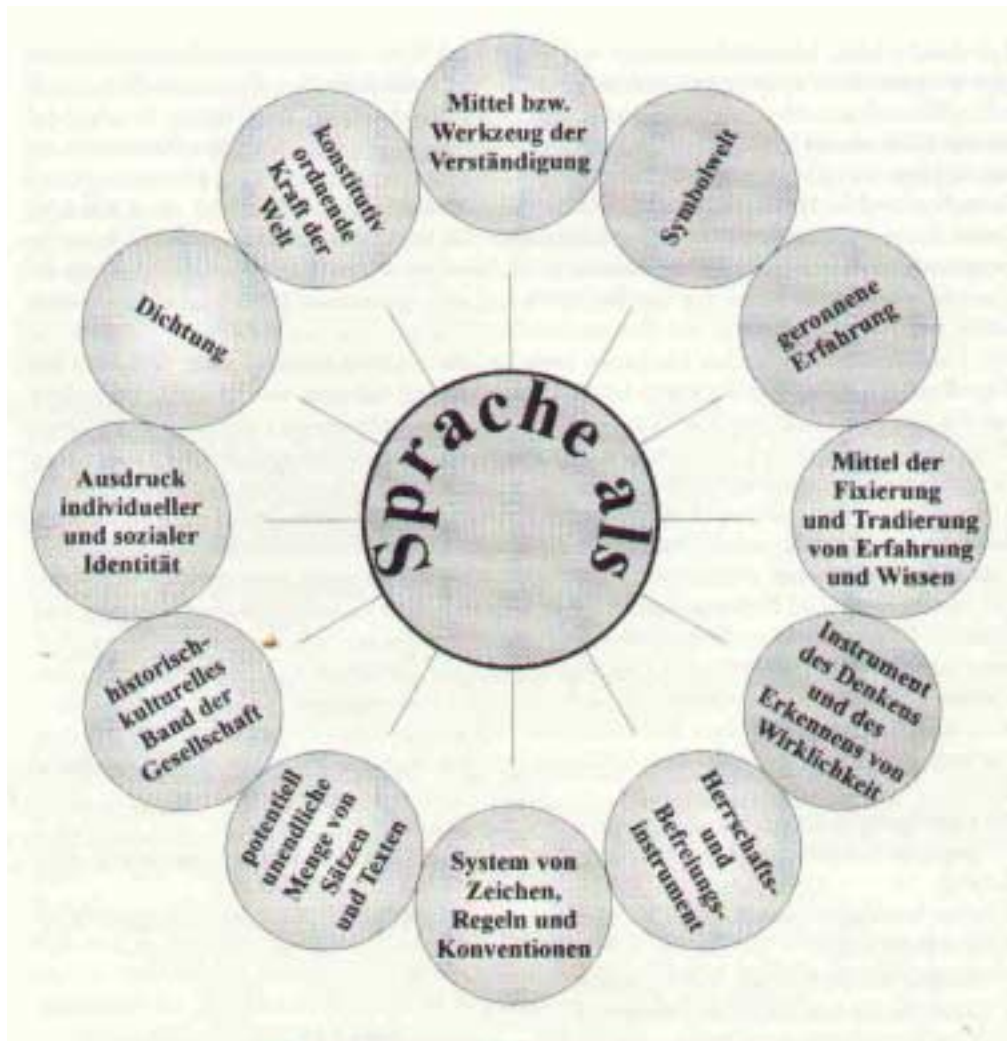 Sprache als
Mittel bzw.
Werkzeug der
Verständigung
Symbolwelt
geronnene
Erfahrung
Mittel der
Fixierung
und Tradierung
von Erfahrung
und Wissen
Instrument
des Denkens
und des
Erkennens von
Wirklichkeit
Herrschafts-
und
Befreiungs-
instrument
System von
Zeichen,
Regeln und
Konventionen
potentiell
unendliche
Menge von
Sätzen
und Texten
historisch-
kulturelles
Band der
Gesellschaft
Ausdruck
individueller
und sozialer
Identität
Dichtung
konstitutiv
ordnende
Kraft der
Welt